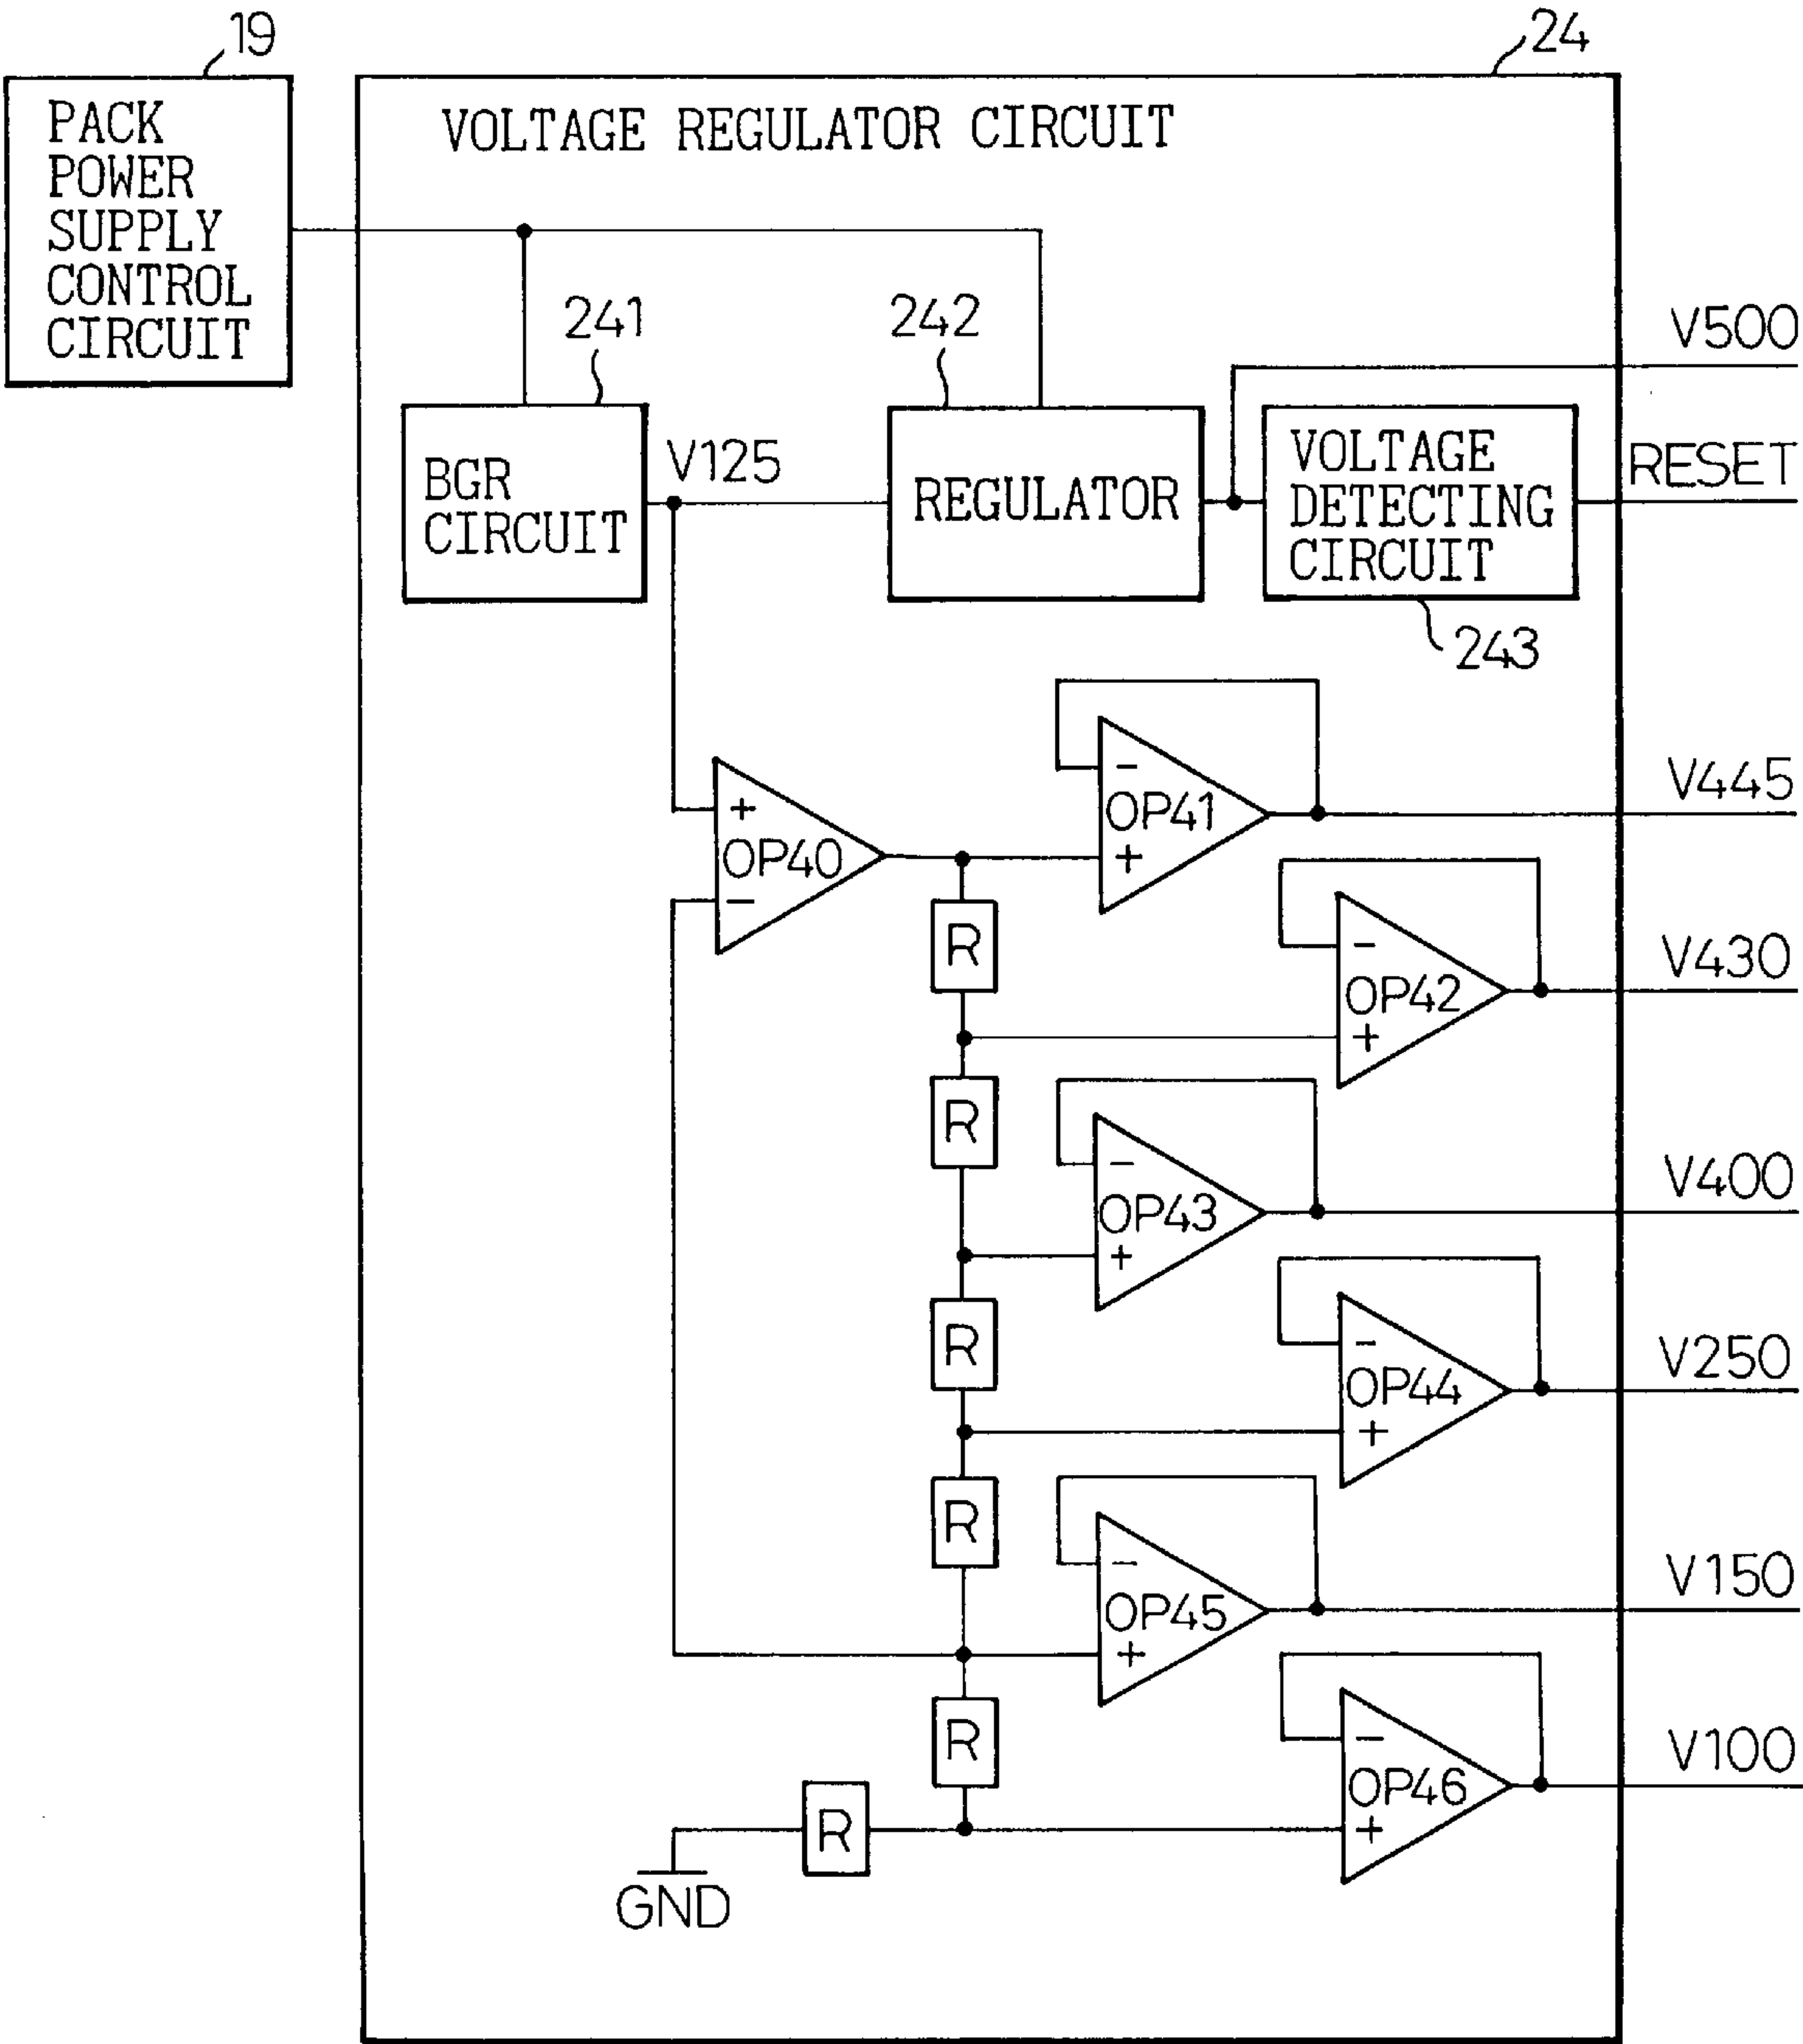 19
24
PACK
POWER
SUPPLY
CONTROL
CIRCUIT
VOLTAGE REGULATOR CIRCUIT
241
242
V500
BGR
CIRCUIT
V125
REGULATOR
VOLTAGE
DETECTING
CIRCUIT
RESET
243
+
OP40
-
-
OP41
+
V445
R
-
OP42
+
V430
R
-
OP43
+
V400
R
-
OP44
+
V250
R
-
OP45
+
V150
R
-
OP46
+
V100
R
GND